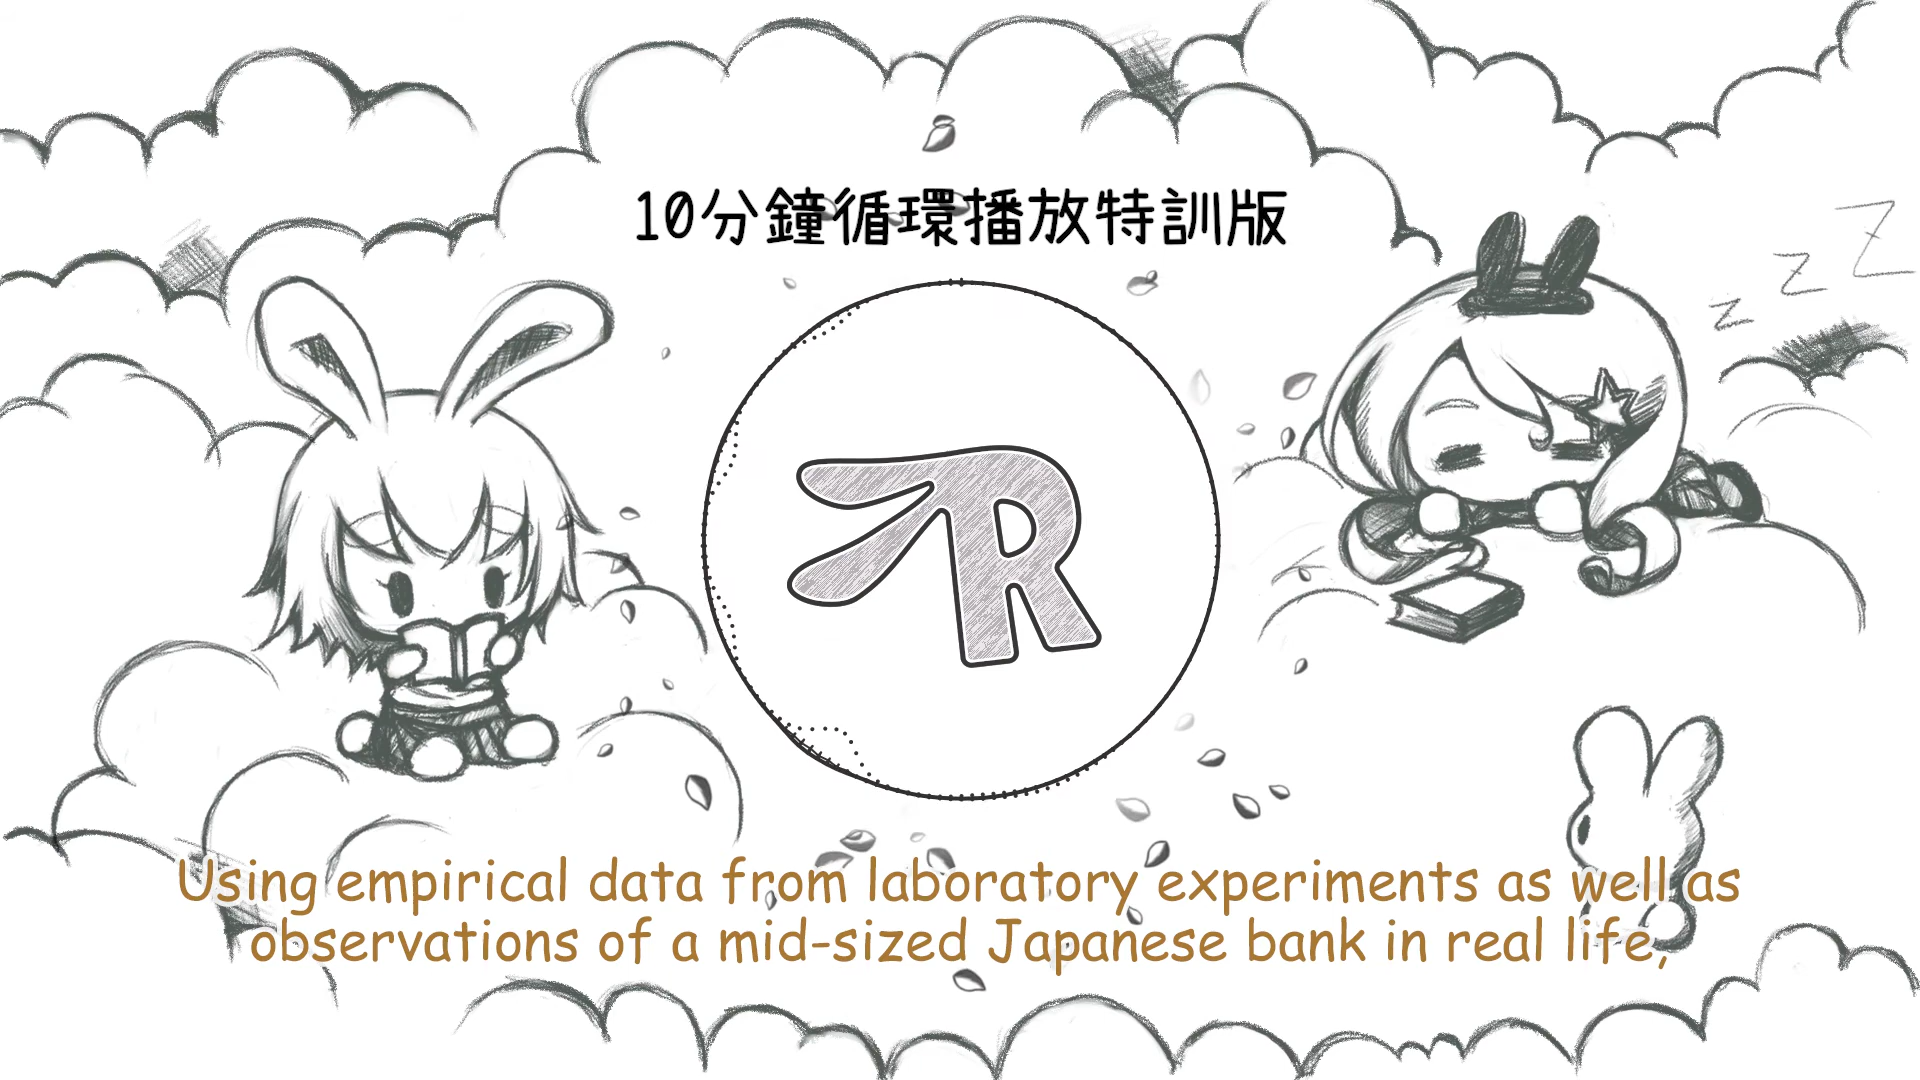 10分鐘循環播放特訓版
z z z
R
Using empirical data from laboratory experiments as well as
observations of a mid-sized Japanese bank in real life,